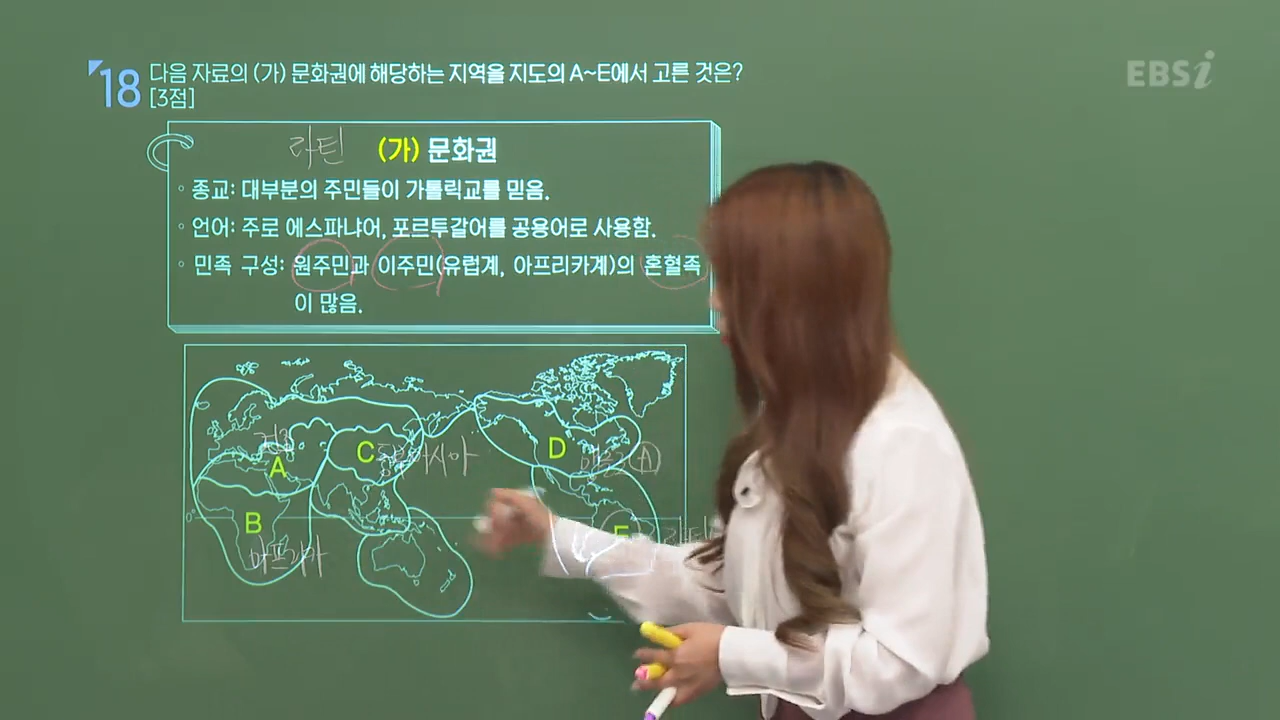 EBSi
18 다음 자료의 (가) 문화권에 해당하는 지역을 지도의 A~E에서 고른 것은?
[3점]
라틴 (가) 문화권
◦ 종교: 대부분의 주민들이 가톨릭교를 믿음.
◦ 언어: 주로 에스파냐어, 포르투갈어를 공용어로 사용함.
◦ 민족 구성: 원주민과 이주민(유럽계, 아프리카계)의 혼혈족
이 많음.
A
C
D
B
0°
E
아프리카
라틴